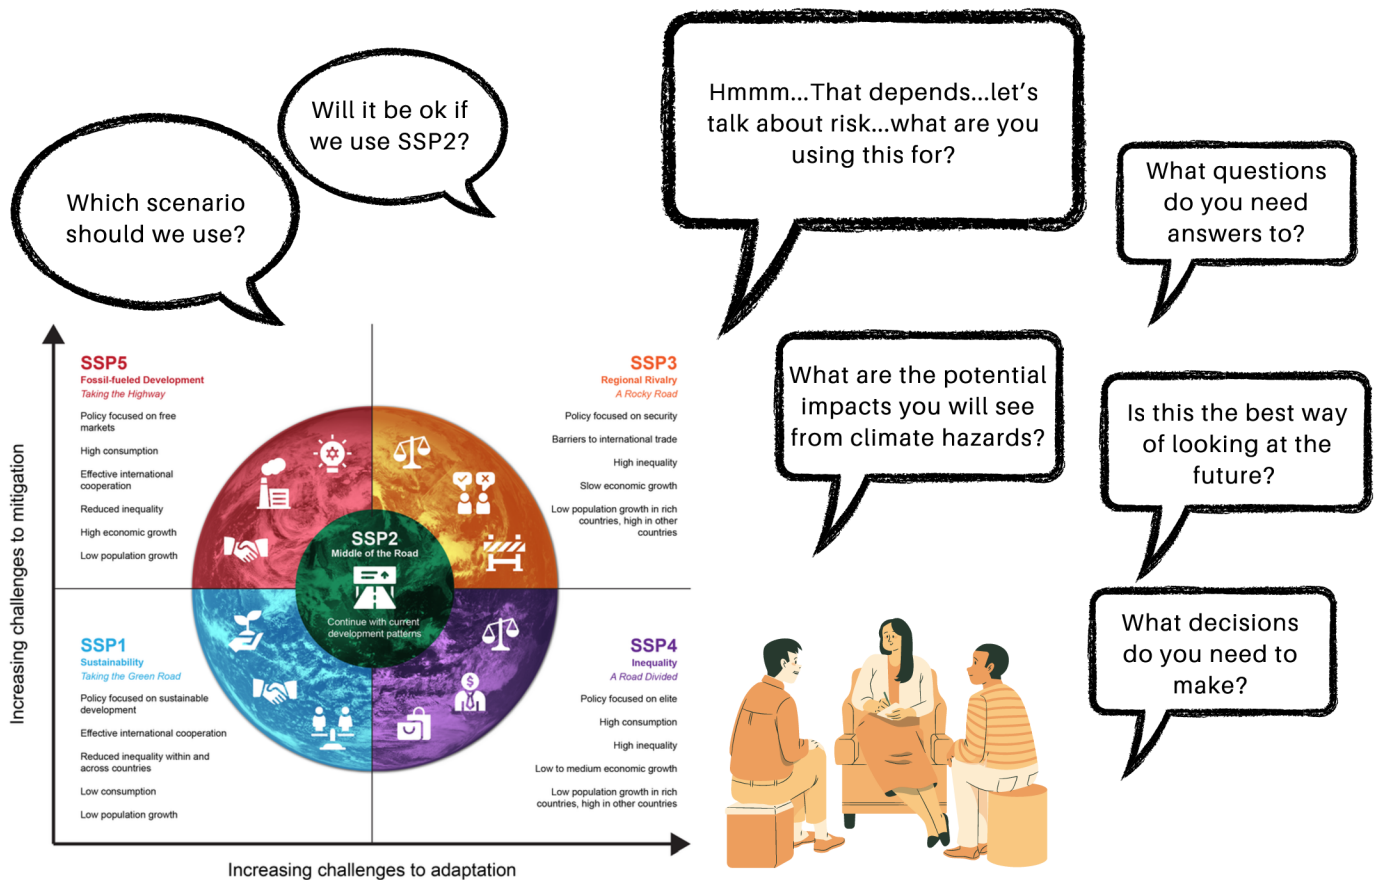 Which scenario
should we use?
Will it be ok if
we use SSP2?
Hmmm...That depends...let's
talk about risk...what are you
using this for?
What questions
do you need
answers to?
What are the potential
impacts you will see
from climate hazards?
Is this the best way
of looking at the
future?
What decisions
do you need to
make?
Increasing challenges to mitigation
SSP5
Fossil-fueled Development
Taking the Highway
Policy focused on free
markets
High consumption
Effective international
cooperation
Reduced inequality
High economic growth
Low population growth
SSP3
Regional Rivalry
A Rocky Road
Policy focused on security
Barriers to international trade
High inequality
Slow economic growth
Low population growth in rich
countries, high in other
countries
SSP2
Middle of the Road
Continue with current
development patterns
SSP1
Sustainability
Taking the Green Road
Policy focused on sustainable
development
Effective international cooperation
Reduced inequality within and
across countries
Low consumption
Low population growth
SSP4
Inequality
A Road Divided
Policy focused on elite
High consumption
High inequality
Low to medium economic growth
Low population growth in rich
countries, high in other countries
Increasing challenges to adaptation